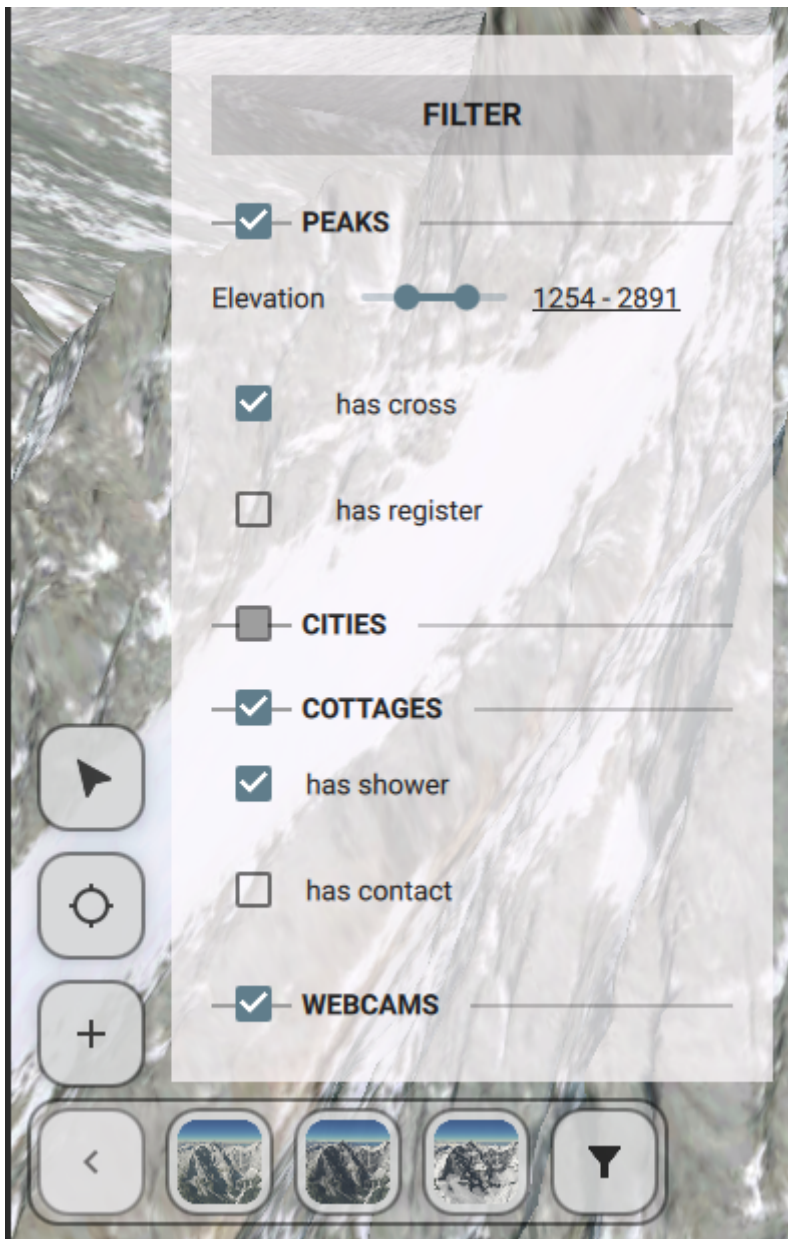 FILTER
PEAKS
Elevation 1254 - 2891
has cross
has register
CITIES
COTTAGES
has shower
has contact
WEBCAMS